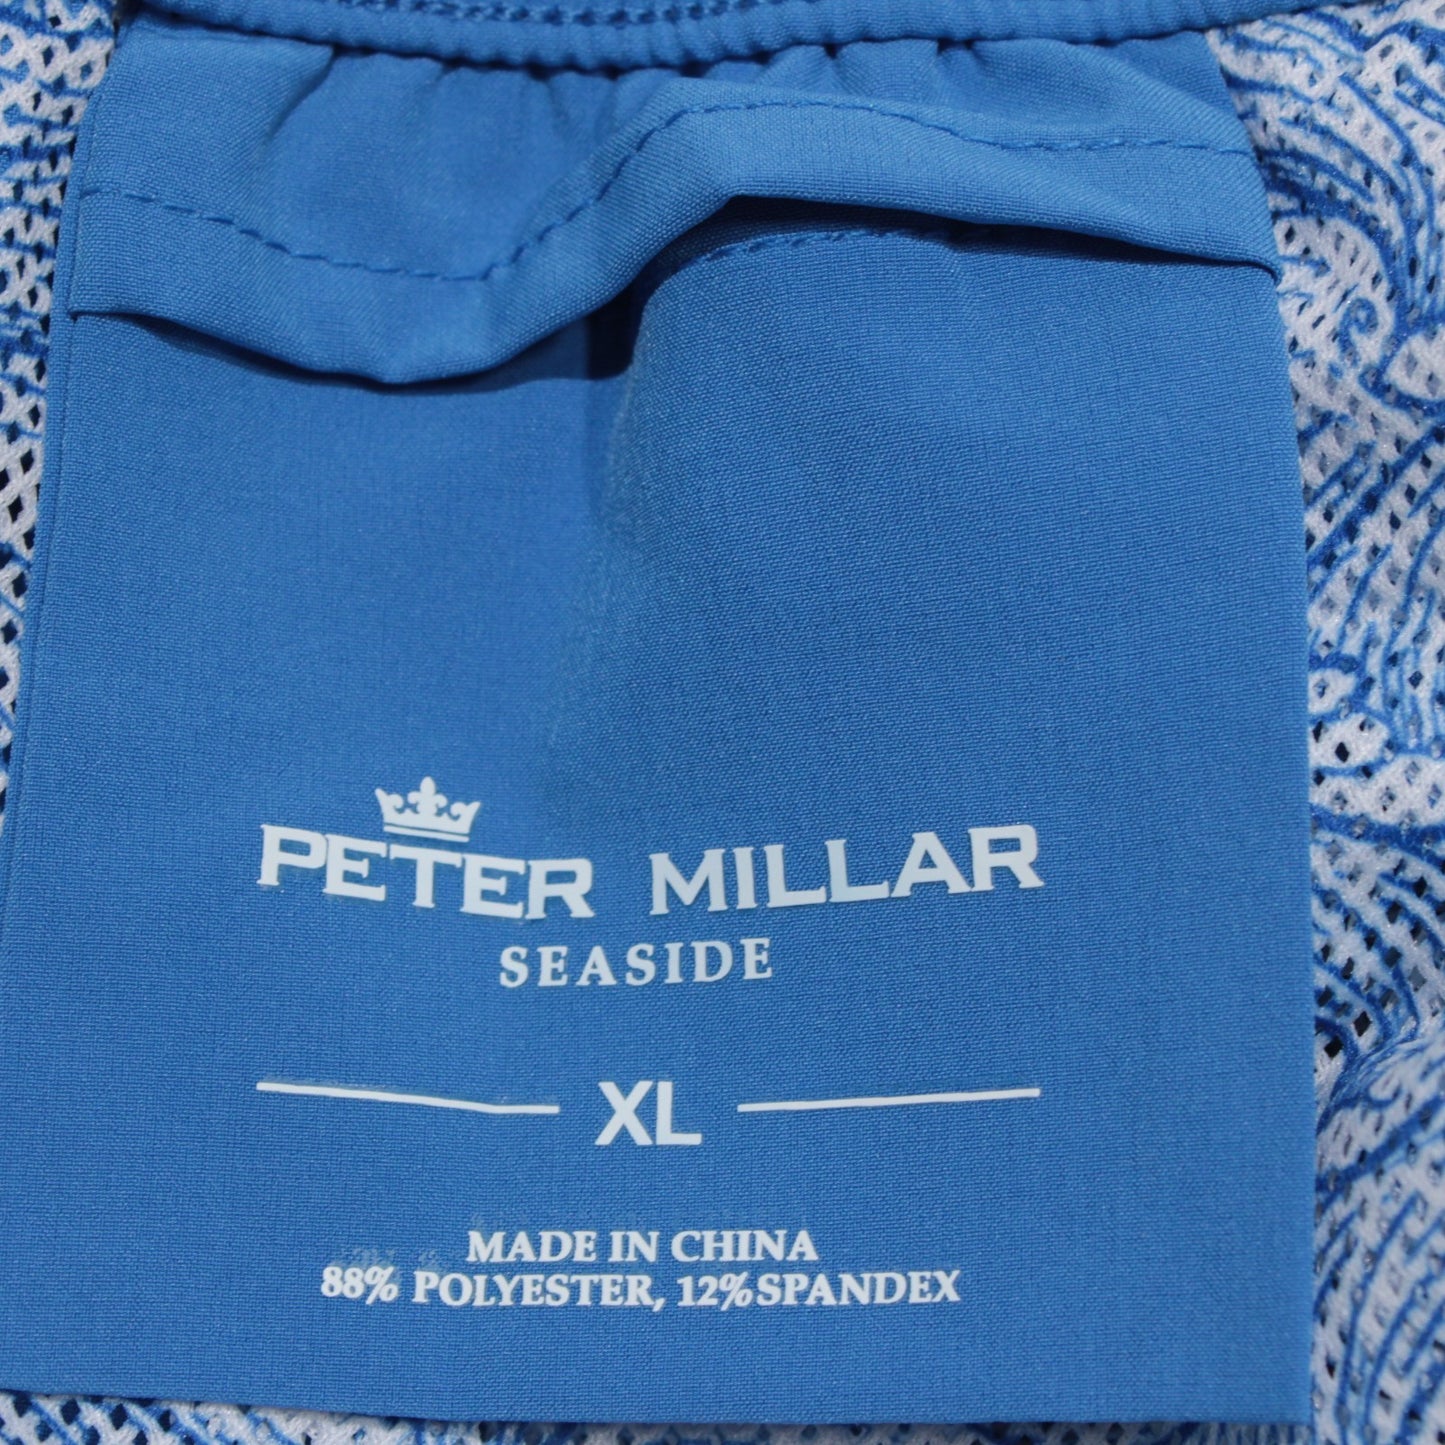 PETER MILLAR
SEASIDE
XL
MADE IN CHINA
88% POLYESTER, 12%SPANDEX